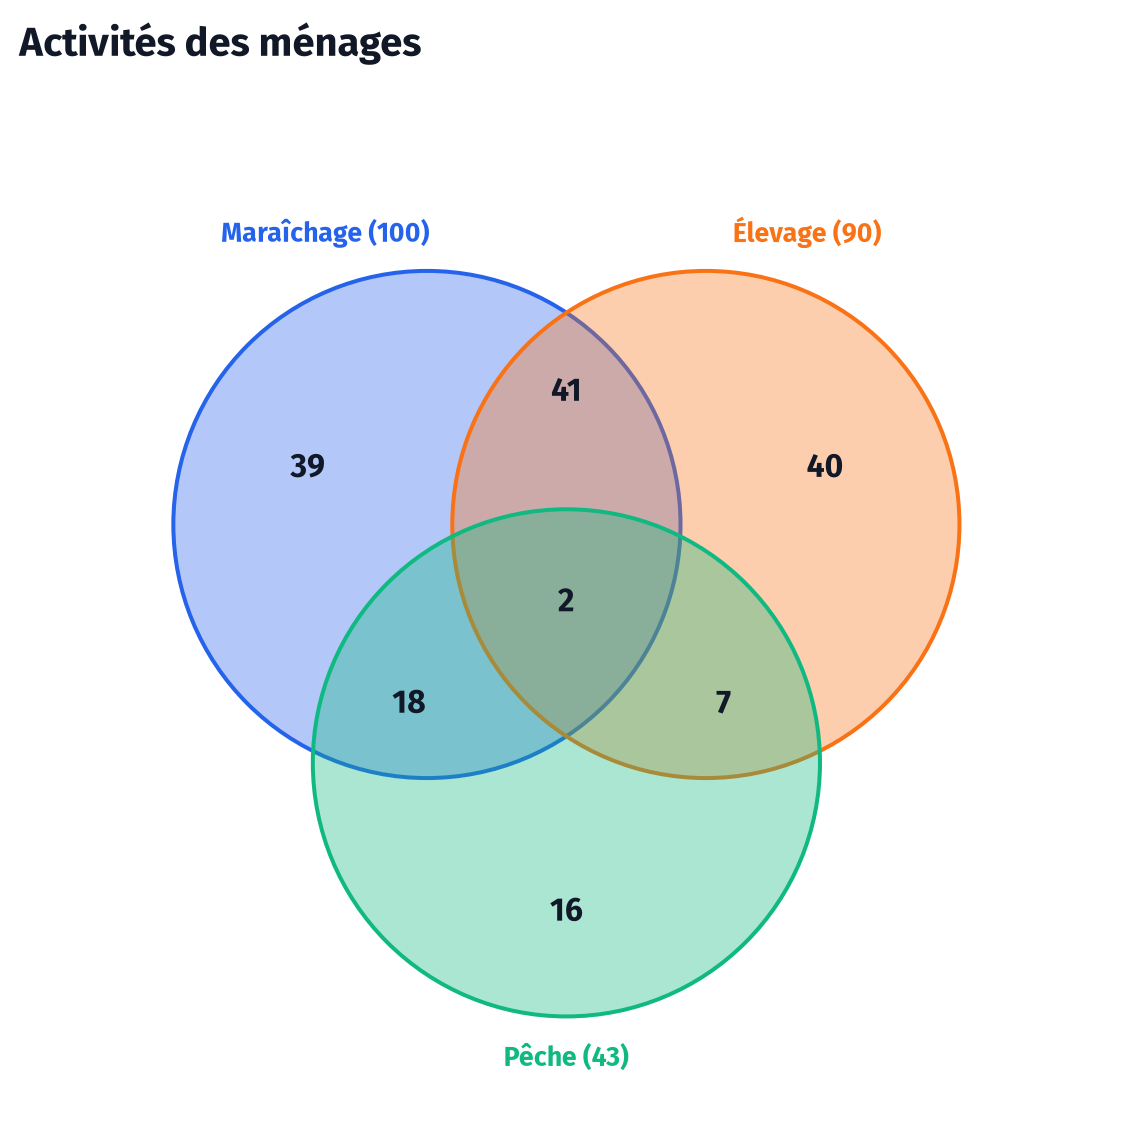 Activités des ménages
Maraîchage (100)
Élevage (90)
41
39
40
2
18
7
16
Pêche (43)